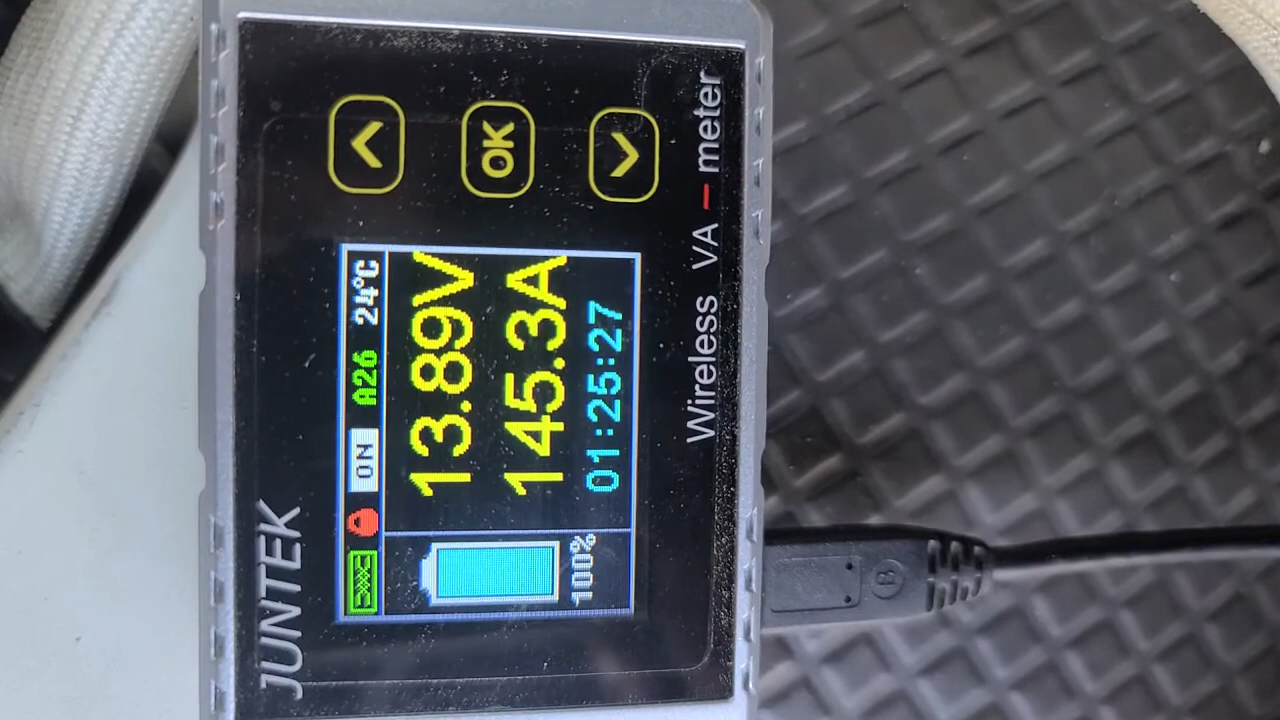 JUNTEK
ON A26 24°C
13.89V
145.3A
01:25:27
100%
OK
Wireless VA – meter
B